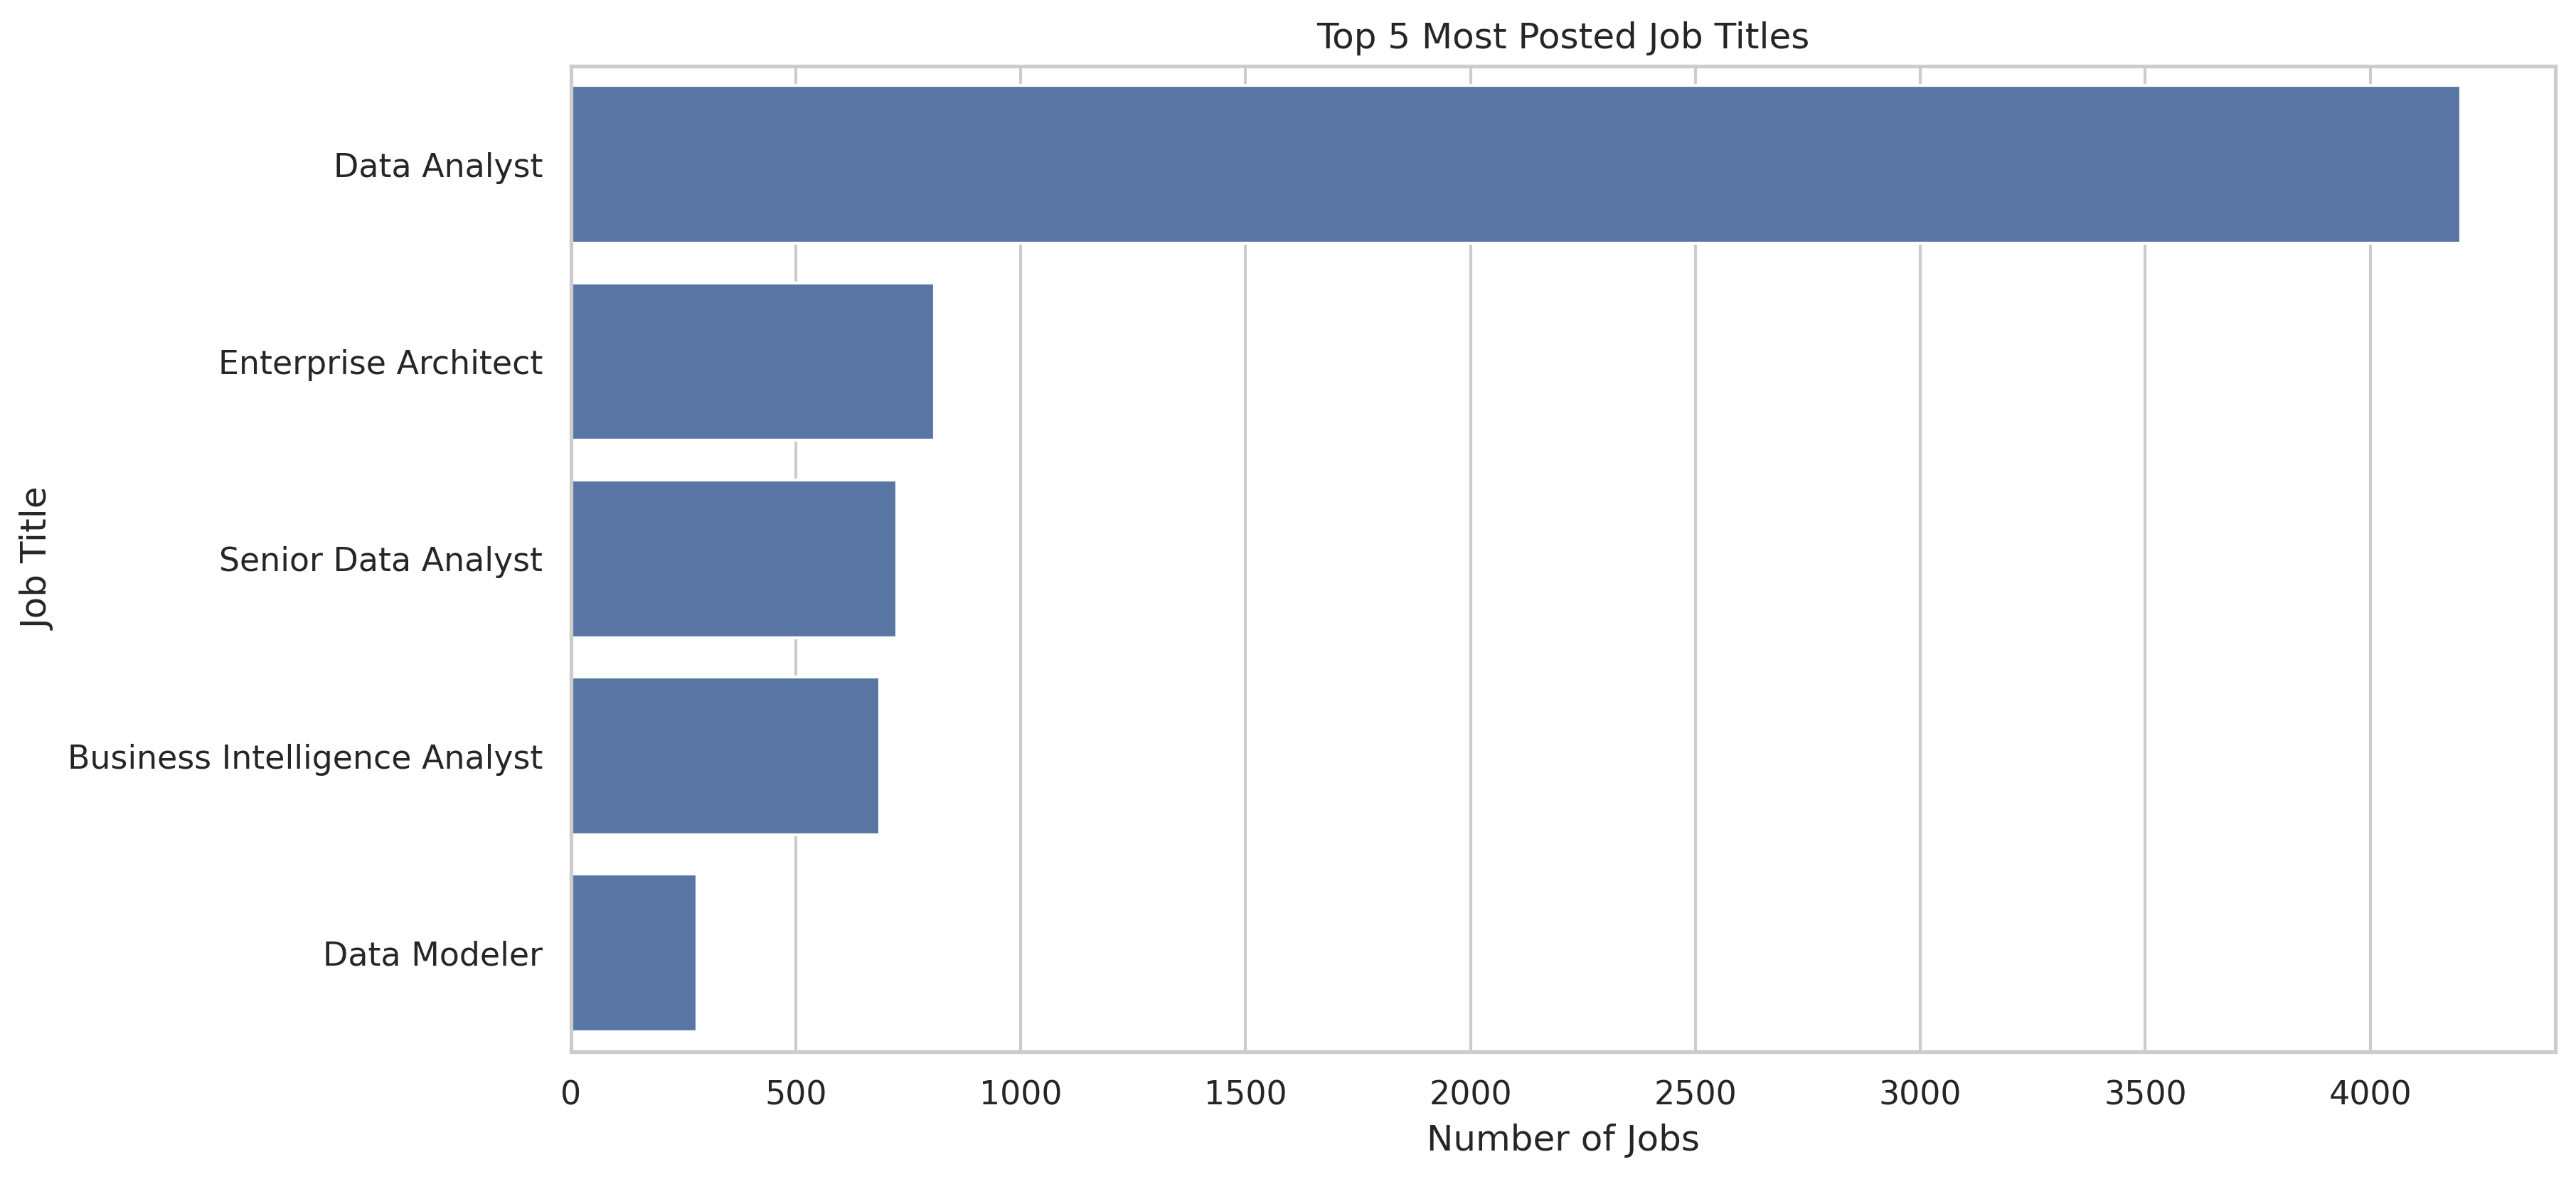 Top 5 Most Posted Job Titles
Job Title
Data Analyst
Enterprise Architect
Senior Data Analyst
Business Intelligence Analyst
Data Modeler
0 500 1000 1500 2000 2500 3000 3500 4000
Number of Jobs